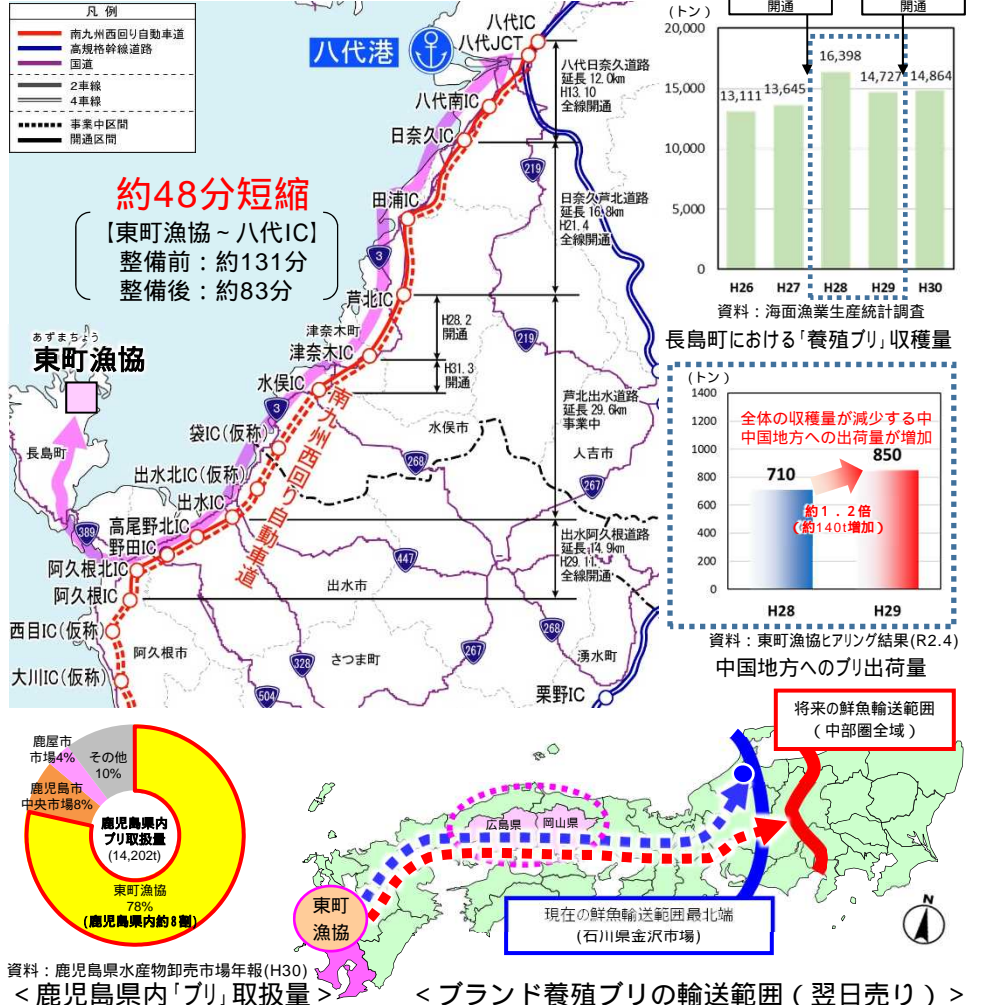 凡 例
南九州西回り自動車道
高規格幹線道路
国道
2車線
4車線
事業中区間
開通区間
八代港
八代IC
八代JCT
八代南IC
日奈久IC
田浦IC
芦北IC
津奈木町
津奈木IC
水俣IC
袋IC(仮称)
出水北IC(仮称)
出水IC
高尾野北IC
野田IC
阿久根北IC
阿久根IC
西目IC(仮称)
大川IC(仮称)
約48分短縮
【東町漁協~八代IC】
整備前:約131分
整備後:約83分
あずまちょう
東町漁協
長島町
南九州西回り自動車道
八代日奈久道路
延長 12.0km
H13.10
全線開通
日奈久芦北道路
延長 16.8km
H21.4
全線開通
H28.2
開通
H31.3
開通
芦北出水道路
延長 29.6km
事業中
出水阿久根道路
延長 14.9km
H29.11
全線開通
水俣市
人吉市
出水市
阿久根市
さつま町
湧水町
栗野IC
219
3
219
3
268
267
389
447
328
267
268
504
開通
開通
(トン)
20,000
15,000
10,000
5,000
0
13,111
13,645
16,398
14,727
14,864
H26 H27 H28 H29 H30
資料:海面漁業生産統計調査
長島町における「養殖ブリ」収穫量
(トン)
1400
1200
1000
800
600
400
200
0
全体の収穫量が減少する中
中国地方への出荷量が増加
710
850
約1.2倍
(約140t増加)
H28 H29
資料:東町漁協ヒアリング結果(R2.4)
中国地方へのブリ出荷量
鹿屋市
市場4%
その他
10%
鹿児島市
中央市場8%
鹿児島県内
ブリ取扱量
(14,202t)
東町漁協
78%
(鹿児島県内約8割)
資料:鹿児島県水産物卸売市場年報(H30)
<鹿児島県内「ブリ」取扱量>
将来の鮮魚輸送範囲
(中部圏全域)
広島県
岡山県
東町
漁協
現在の鮮魚輸送範囲最北端
(石川県金沢市場)
N
<ブランド養殖ブリの輸送範囲(翌日売り)>